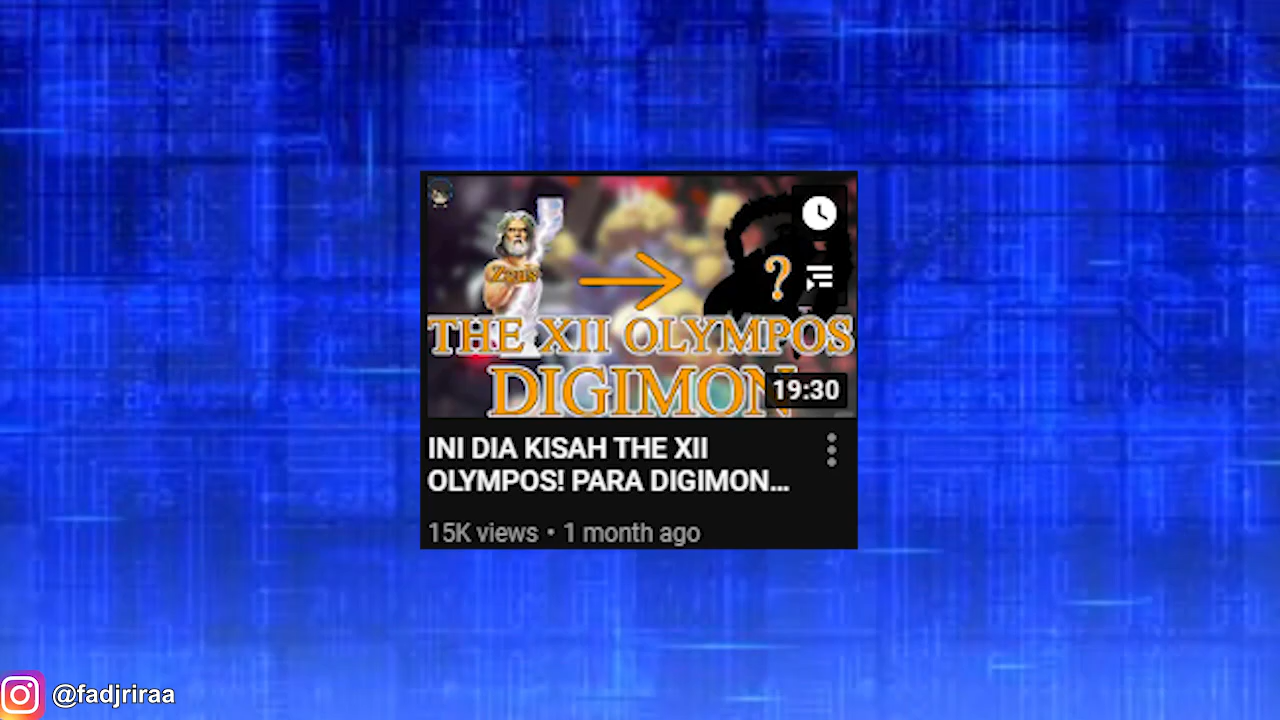 Zeus
?
THE XII OLYMPOS
DIGIMON
19:30
INI DIA KISAH THE XII
OLYMPOS! PARA DIGIMON...
15K views • 1 month ago
@fadjriraa